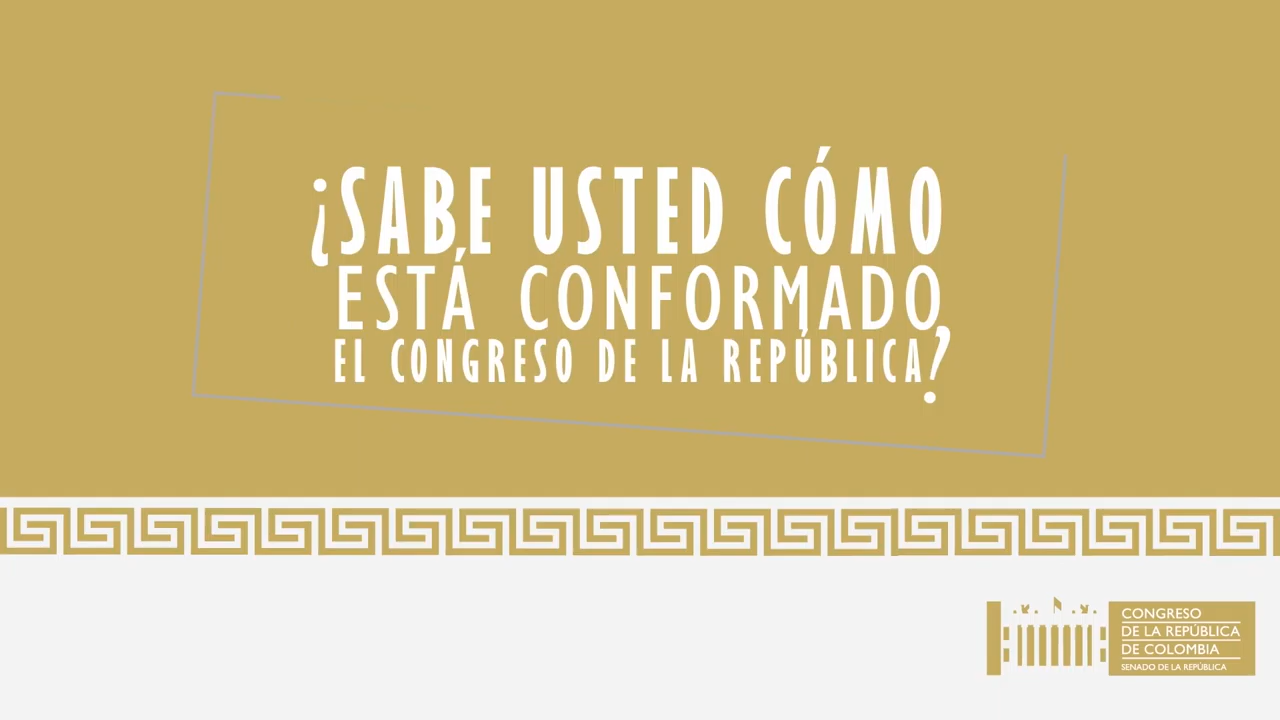 ¿SABE USTED CÓMO
ESTÁ CONFORMADO
EL CONGRESO DE LA REPÚBLICA?
CONGRESO
DE LA REPÚBLICA
DE COLOMBIA
SENADO DE LA REPÚBLICA